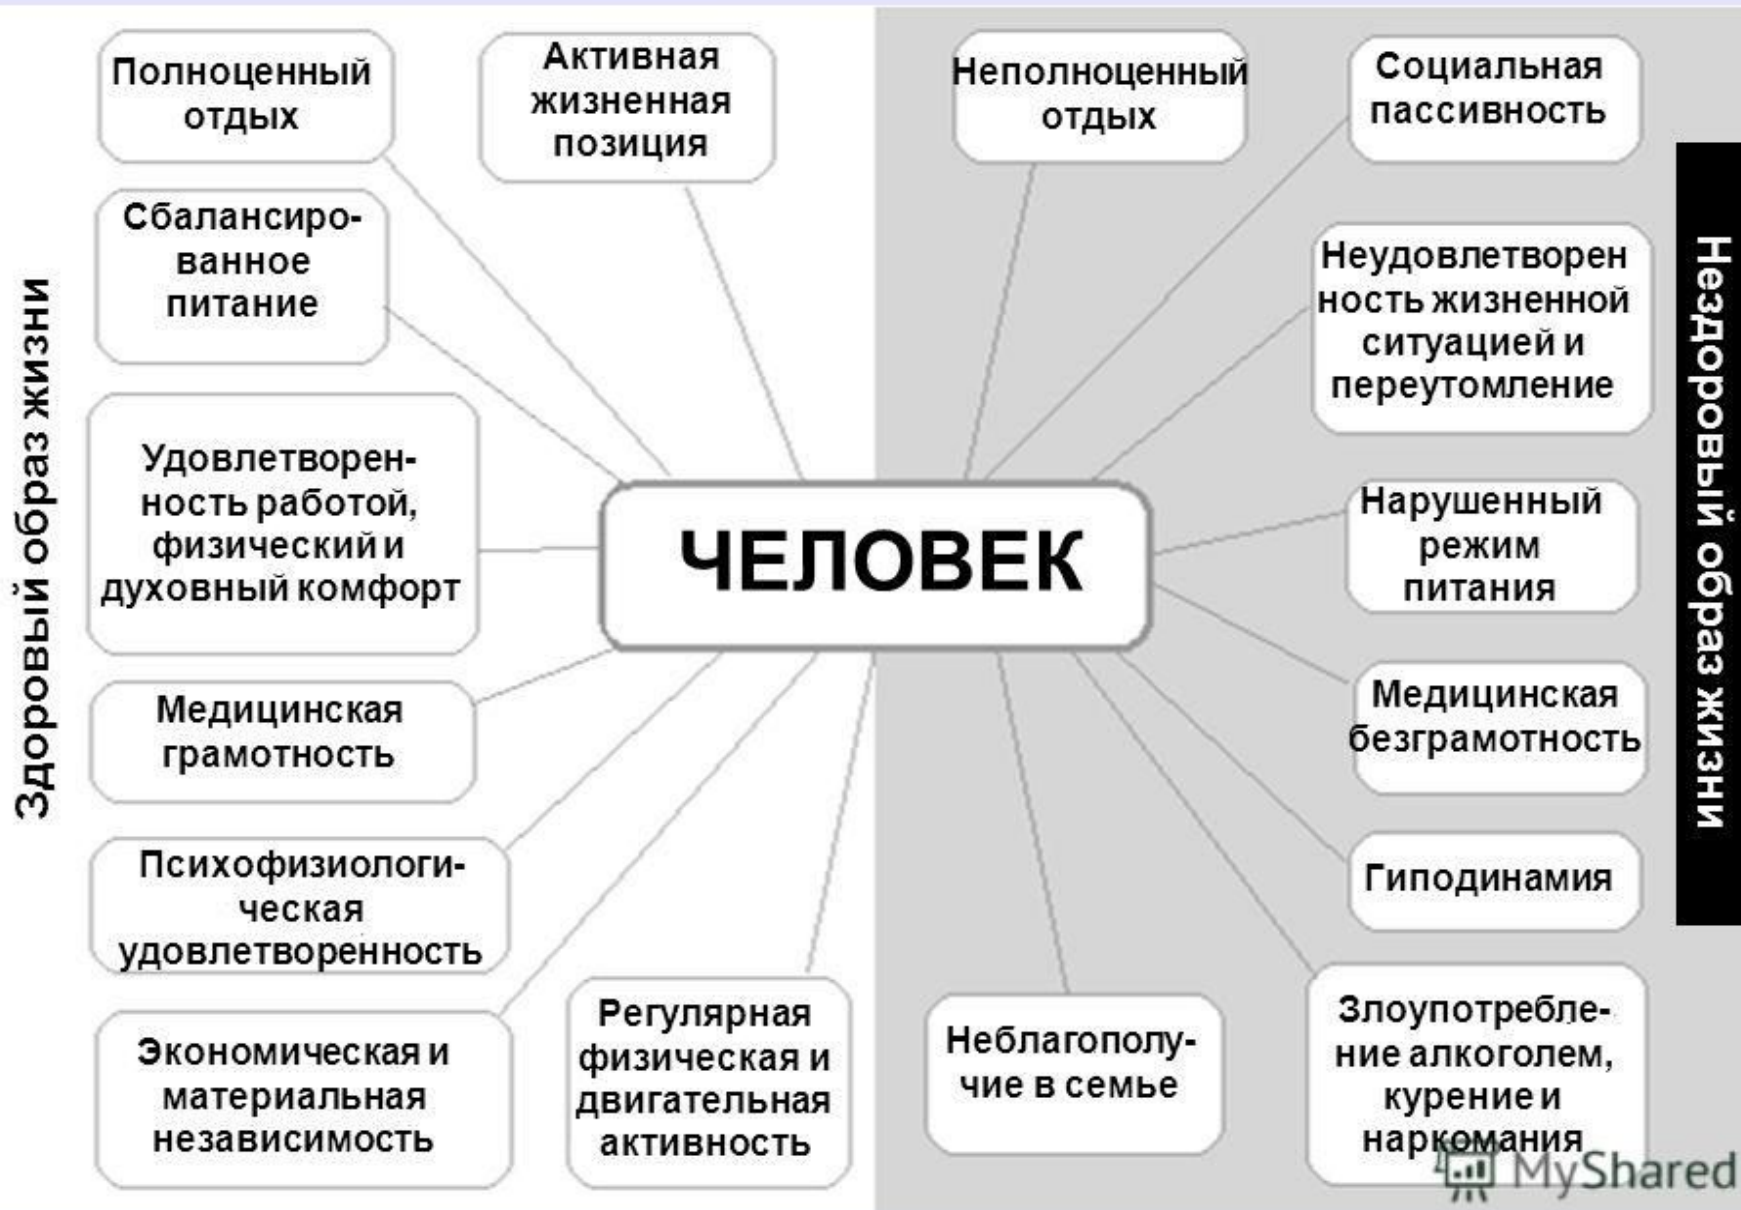 Здоровый образ жизни
Полноценный
отдых
Активная
жизненная
позиция
Сбалансиро-
ванное
питание
Удовлетворен-
ность работой,
физический и
духовный комфорт
Медицинская
грамотность
Психофизиологи-
ческая
удовлетворенность
Экономическая и
материальная
независимость
Регулярная
физическая и
двигательная
активность
ЧЕЛОВЕК
Неполноценный
отдых
Социальная
пассивность
Неудовлетворен
ность жизненной
ситуацией и
переутомление
Нарушенный
режим
питания
Медицинская
безграмотность
Гиподинамия
Злоупотребле-
ние алкоголем,
курение и
наркомания
Неблагополу-
чие в семье
Нездоровый образ жизни
MyShared